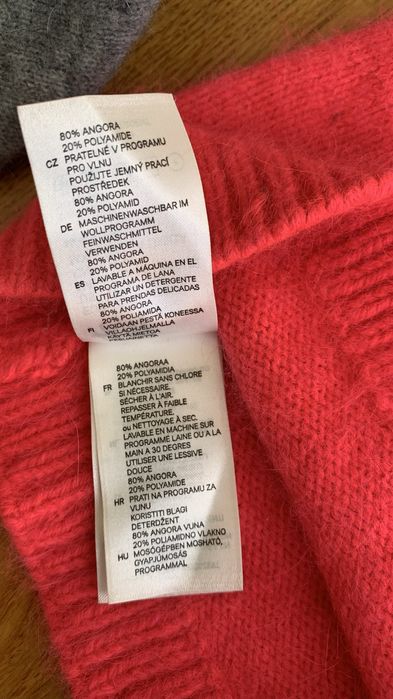 80% ANGORA
20% POLYAMIDE
CZ PRATELNÉ V PROGRAMU
PRO VLNU
POUŽIJTE JEMNÝ PRACÍ
PROSTŘEDEK
80% ANGORA
20% POLYAMID
DE MASCHINENWASCHBAR IM
WOLLPROGRAMM
FEINWASCHMITTEL
VERWENDEN
80% ANGORA
20% POLYAMID
ES LAVABLE A MÁQUINA EN EL
PROGRAMA DE LANA
UTILIZAR UN DETERGENTE
PARA PRENDAS DELICADAS
80% ANGORA
20% POLIAMIDA
FI VOIDAAN PESTÄ KONEESSA
VILLAOHJELMALLA
KÄYTÄ MIETOA
80% ANGORAA
20% POLYAMIDIA
FR BLANCHIR SANS CHLORE
SI NÉCESSAIRE.
SÉCHER À L'AIR.
REPASSER À FAIBLE
TEMPÉRATURE.
ou NETTOYAGE À SEC.
LAVABLE EN MACHINE SUR
PROGRAMME LAINE OU A LA
MAIN A 30 DEGRES
UTILISER UNE LESSIVE
DOUCE
80% ANGORA
20% POLYAMIDE
HR PRATI NA PROGRAMU ZA
VUNU
KORISTITI BLAGI
DETERDŽENT
80% ANGORA VUNA
20% POLIAMIDNO VLAKNO
HU MOSÓGÉPBEN MOSHATÓ,
GYAPJÚMOSÁS
PROGRAMMAL